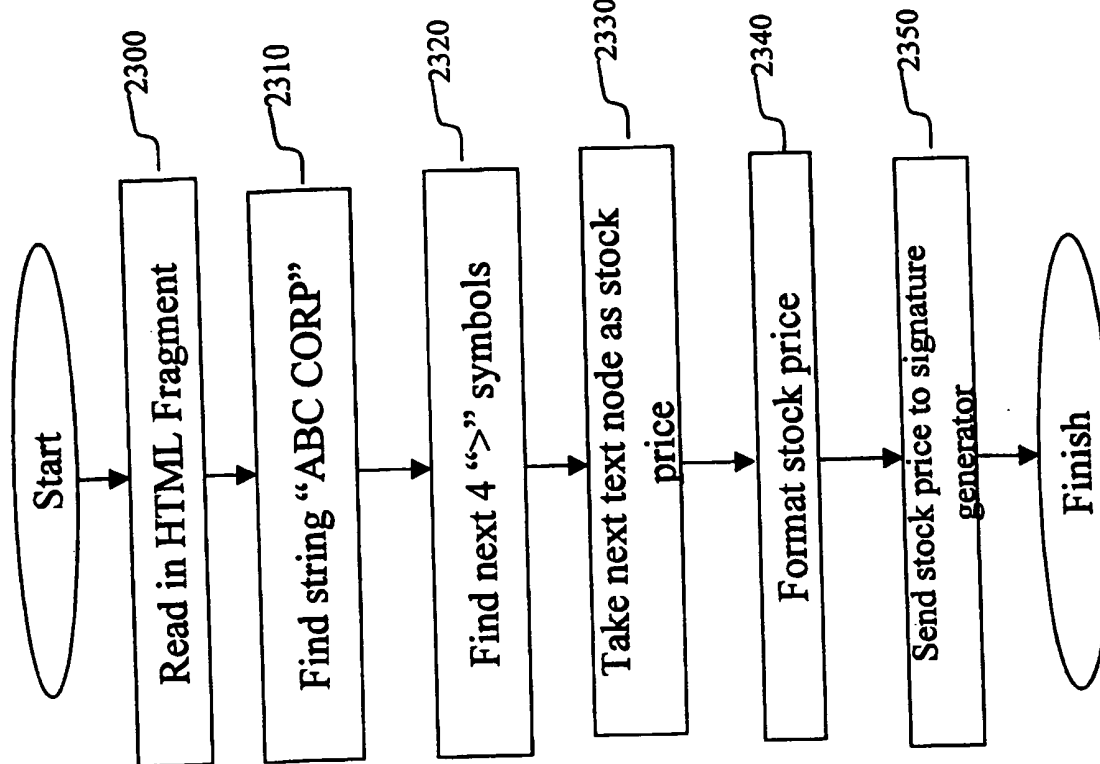 Start
Read in HTML Fragment
2300
Find string “ABC CORP”
2310
Find next 4 “>” symbols
2320
Take next text node as stock
price
2330
Format stock price
2340
Send stock price to signature
generator
2350
Finish